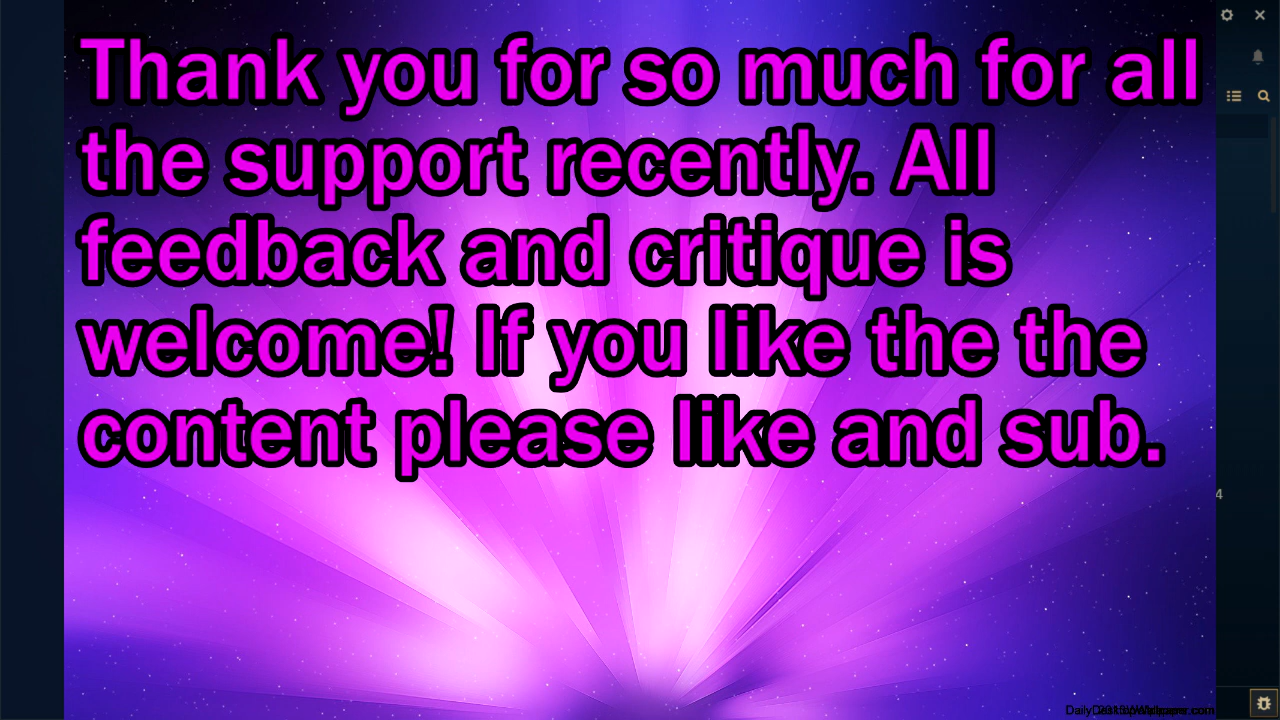 Thank you for so much for all
the support recently. All
feedback and critique is
welcome! If you like the the
content please like and sub.
4